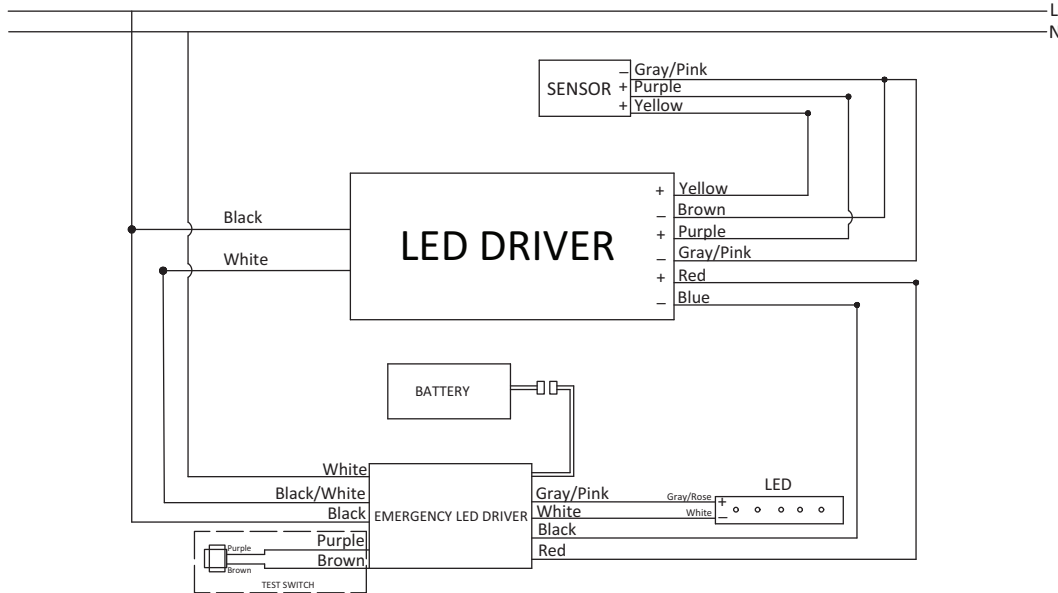 L
N
Gray/Pink
SENSOR
Purple
Yellow
Yellow
Brown
Purple
Gray/Pink
Red
Blue
Black
White
LED DRIVER
BATTERY
White
Black/White
Black
Purple
Brown
EMERGENCY LED DRIVER
Gray/Pink
White
Black
Red
Gray/Rose
White
LED
Purple
Brown
TEST SWITCH